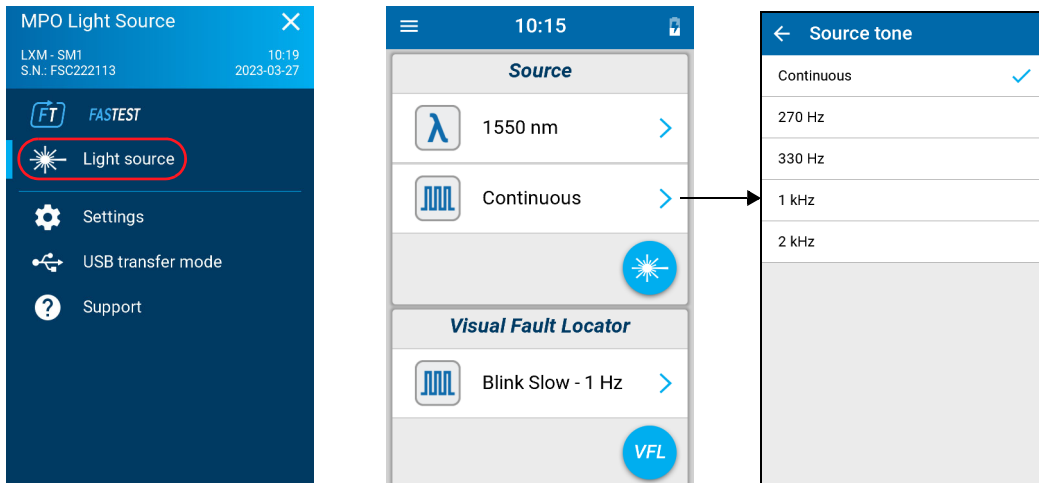 MPO Light Source
LXM - SM1 10:19
S.N.: FSC222113 2023-03-27
FT FASTEST
Light source
Settings
USB transfer mode
? Support
10:15
Source
λ 1550 nm
Continuous
Visual Fault Locator
Blink Slow - 1 Hz
VFL
Source tone
Continuous
270 Hz
330 Hz
1 kHz
2 kHz